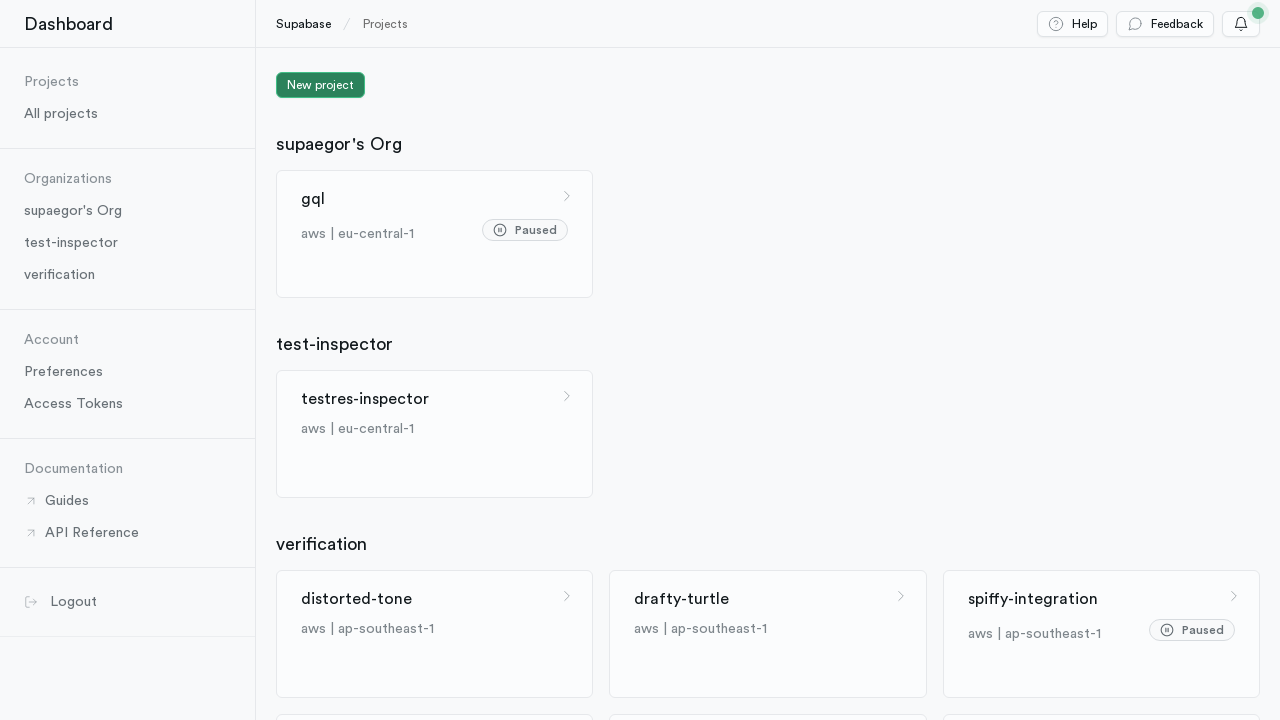 Dashboard
Supabase / Projects
Help
Feedback
Projects
All projects
Organizations
supaegor's Org
test-inspector
verification
Account
Preferences
Access Tokens
Documentation
Guides
API Reference
Logout
New project
supaegor's Org
gql
aws | eu-central-1
Paused
test-inspector
testres-inspector
aws | eu-central-1
verification
distorted-tone
aws | ap-southeast-1
drafty-turtle
aws | ap-southeast-1
spiffy-integration
aws | ap-southeast-1
Paused